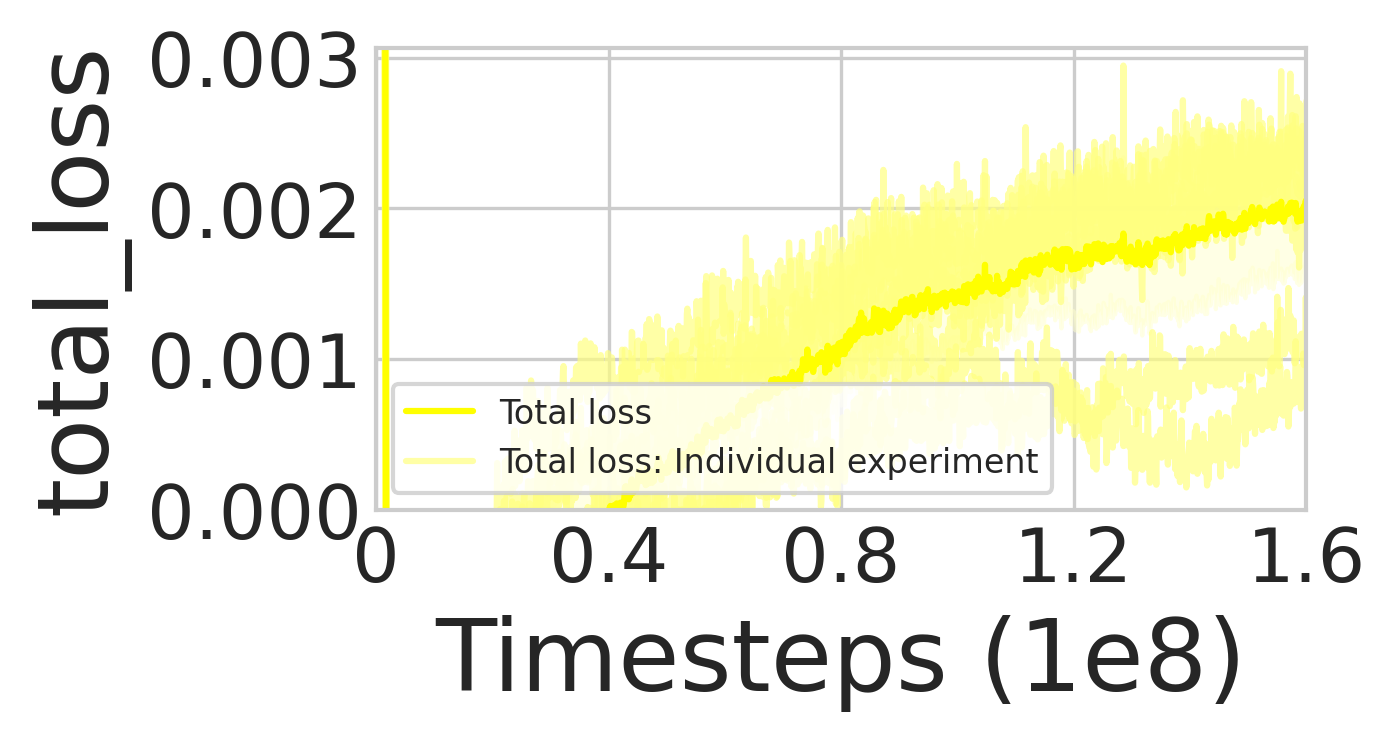 total_loss
0.003
0.002
0.001
0.000
Total loss
Total loss: Individual experiment
0 0.4 0.8 1.2 1.6
Timesteps (1e8)